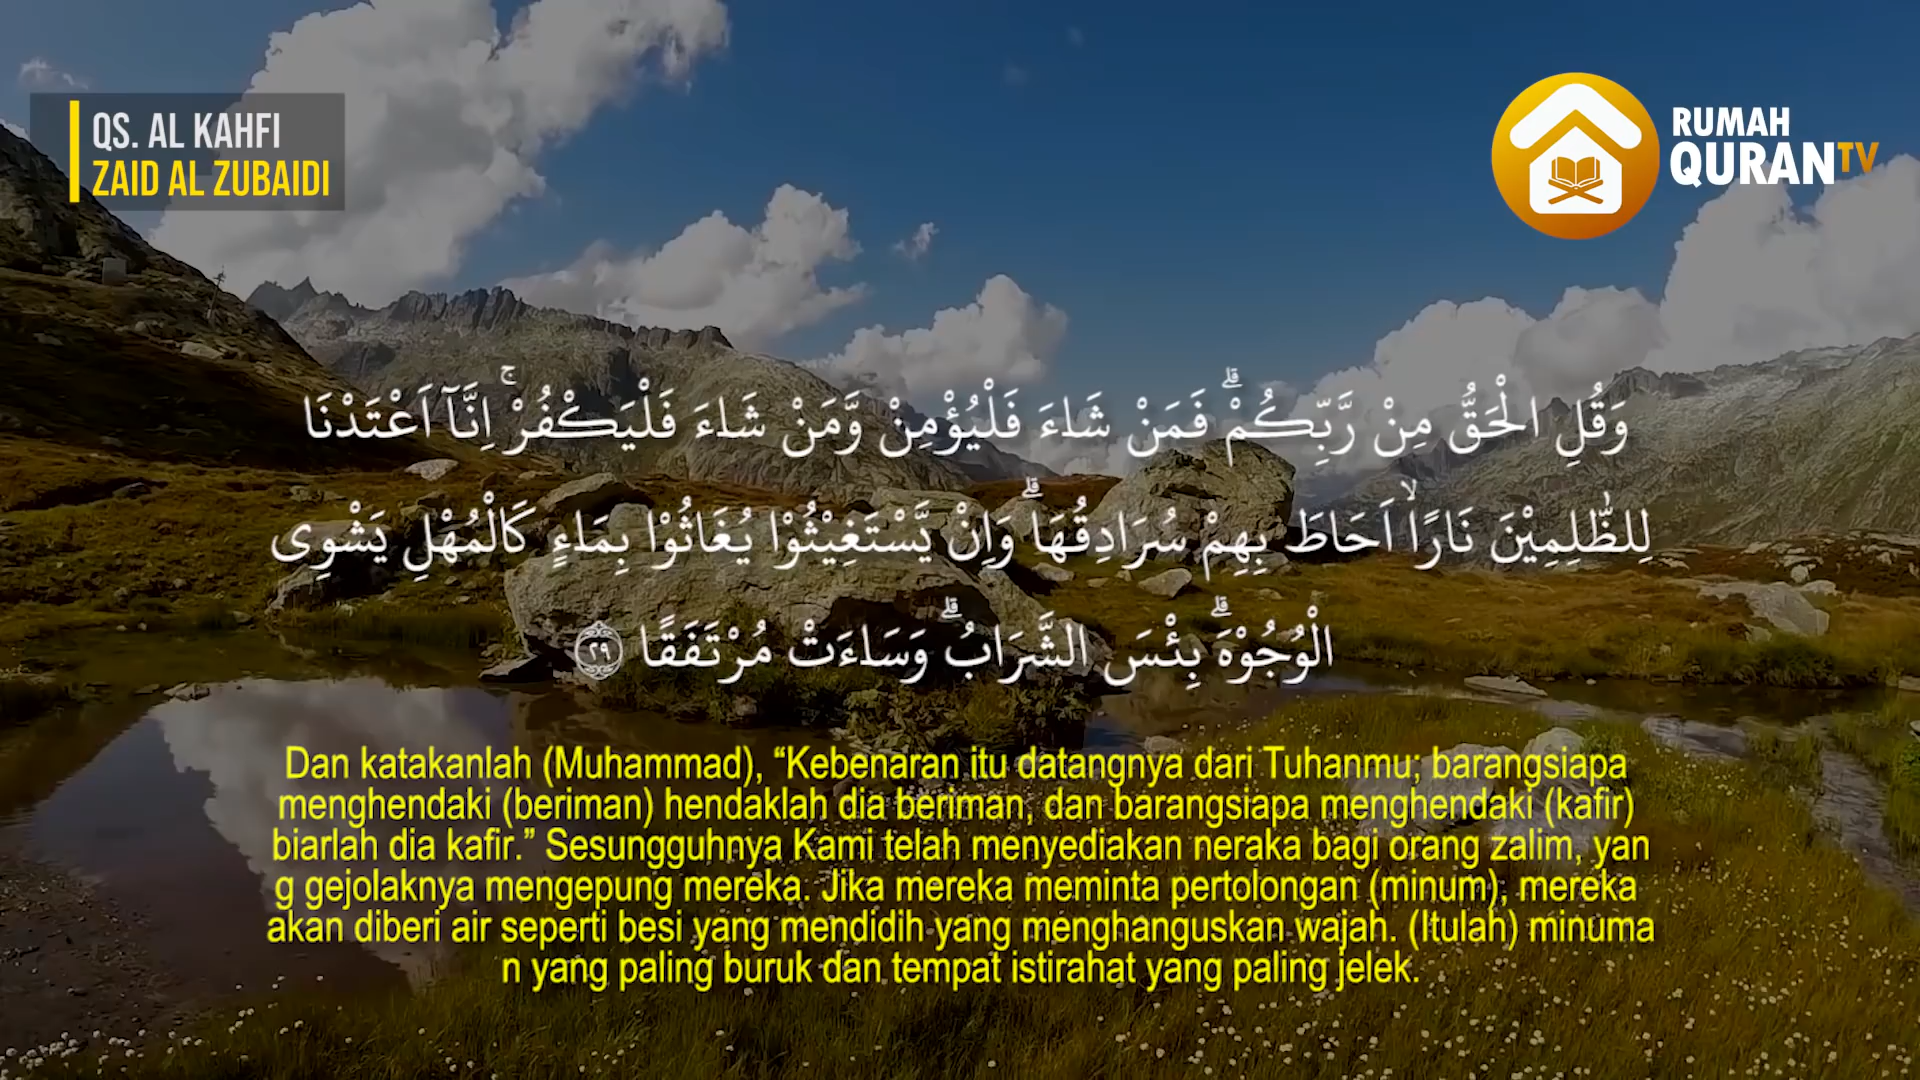 QS. AL KAHFI
ZAID AL ZUBAIDI
RUMAH
QURANTV
وَقُلِ الْحَقُّ مِنْ رَّبِّكُمْۗ فَمَنْ شَاۤءَ فَلْيُؤْمِنْ وَّمَنْ شَاۤءَ فَلْيَكْفُرْۚ اِنَّآ اَعْتَدْنَا
لِلظّٰلِمِيْنَ نَارًاۙ اَحَاطَ بِهِمْ سُرَادِقُهَاۗ وَاِنْ يَّسْتَغِيْثُوْا يُغَاثُوْا بِمَاۤءٍ كَالْمُهْلِ يَشْوِى
الْوُجُوْهَۗ بِئْسَ الشَّرَابُۗ وَسَاۤءَتْ مُرْتَفَقًا ٢٩
Dan katakanlah (Muhammad), “Kebenaran itu datangnya dari Tuhanmu; barangsiapa
menghendaki (beriman) hendaklah dia beriman, dan barangsiapa menghendaki (kafir)
biarlah dia kafir.” Sesungguhnya Kami telah menyediakan neraka bagi orang zalim, yan
g gejolaknya mengepung mereka. Jika mereka meminta pertolongan (minum), mereka
akan diberi air seperti besi yang mendidih yang menghanguskan wajah. (Itulah) minuma
n yang paling buruk dan tempat istirahat yang paling jelek.